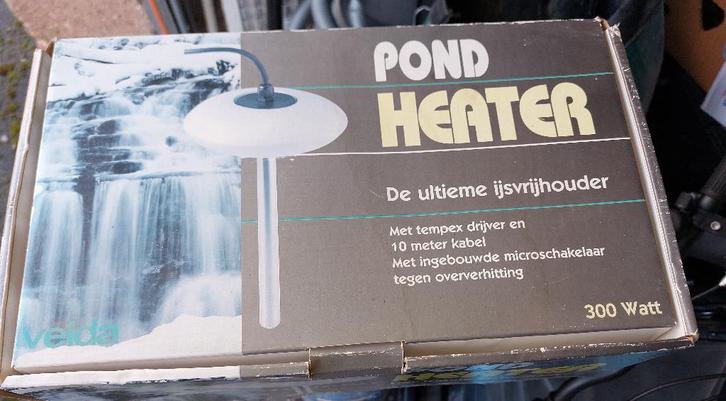 POND
HEATER
De ultieme ijsvrijhouder
Met tempex drijver en
10 meter kabel
Met ingebouwde microschakelaar
tegen oververhitting
300 Watt
velda
HEATER